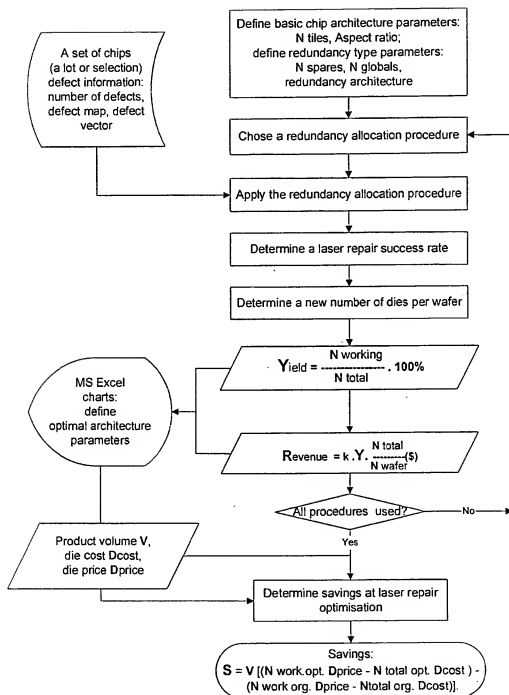 Define basic chip architecture parameters:
N tiles, Aspect ratio;
define redundancy type parameters:
N spares, N globals,
redundancy architecture
A set of chips
(a lot or selection)
defect information:
number of defects,
defect map, defect
vector
Chose a redundancy allocation procedure
Apply the redundancy allocation procedure
Determine a laser repair success rate
Determine a new number of dies per wafer
Yield = N working / N total . 100%
MS Excel
charts:
define
optimal architecture
parameters
Revenue = k .Y. N total / N wafer ($)
All procedures used?
No
Yes
Product volume V,
die cost Dcost,
die price Dprice
Determine savings at laser repair
optimisation
Savings:
S = V [(N work.opt. Dprice - N total opt. Dcost ) -
(N work org. Dprice - Ntotal org. Dcost)].